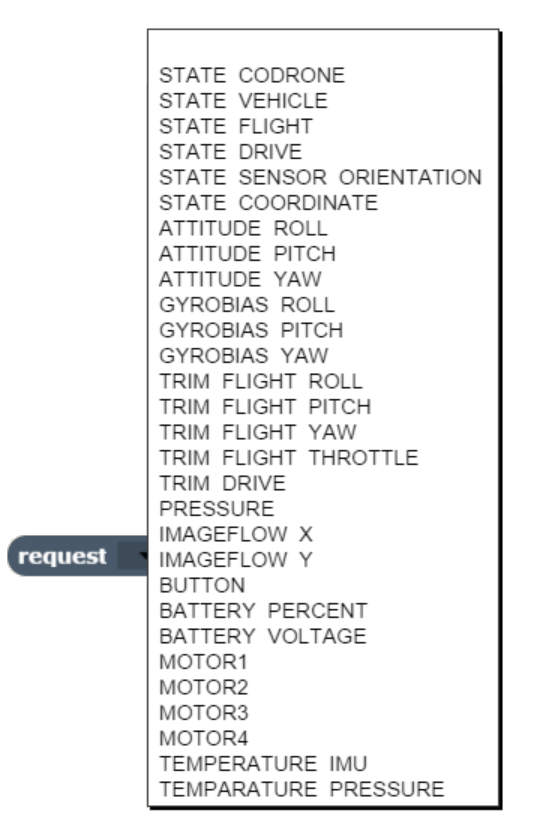 STATE CODRONE
STATE VEHICLE
STATE FLIGHT
STATE DRIVE
STATE SENSOR ORIENTATION
STATE COORDINATE
ATTITUDE ROLL
ATTITUDE PITCH
ATTITUDE YAW
GYROBIAS ROLL
GYROBIAS PITCH
GYROBIAS YAW
TRIM FLIGHT ROLL
TRIM FLIGHT PITCH
TRIM FLIGHT YAW
TRIM FLIGHT THROTTLE
TRIM DRIVE
PRESSURE
IMAGEFLOW X
request
IMAGEFLOW Y
BUTTON
BATTERY PERCENT
BATTERY VOLTAGE
MOTOR1
MOTOR2
MOTOR3
MOTOR4
TEMPERATURE IMU
TEMPARATURE PRESSURE